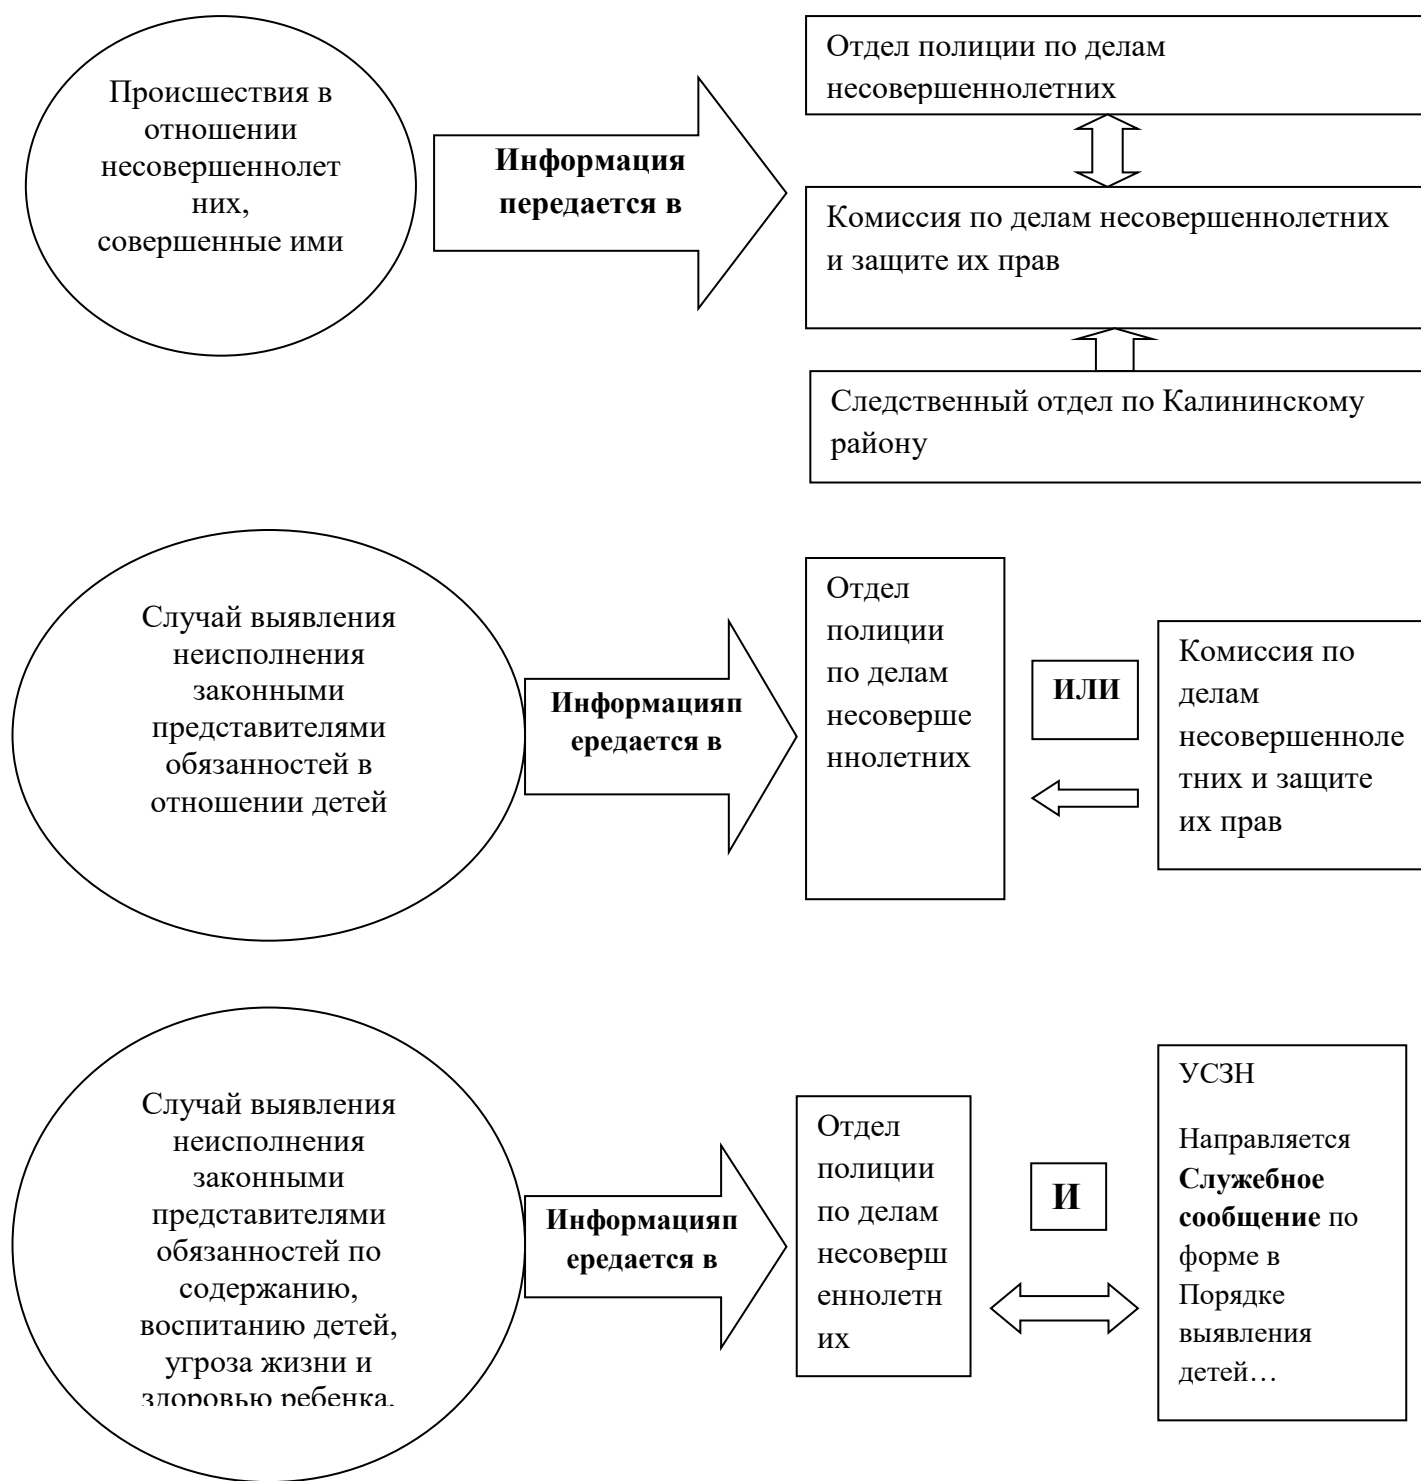 Происшествия в
отношении
несовершеннолет
них,
совершенные ими
Информация
передается в
Отдел полиции по делам
несовершеннолетних
Комиссия по делам несовершеннолетних
и защите их прав
Следственный отдел по Калининскому
району
Случай выявления
неисполнения
законными
представителями
обязанностей в
отношении детей
Информацияп
ередается в
Отдел
полиции
по делам
несоверше
ннолетних
ИЛИ
Комиссия по
делам
несовершенноле
тних и защите
их прав
Случай выявления
неисполнения
законными
представителями
обязанностей по
содержанию,
воспитанию детей,
угроза жизни и
здоровью ребенка.
Информацияп
ередается в
Отдел
полиции
по делам
несоверш
еннолетн
их
И
УСЗН
Направляется
Служебное
сообщение по
форме в
Порядке
выявления
детей…